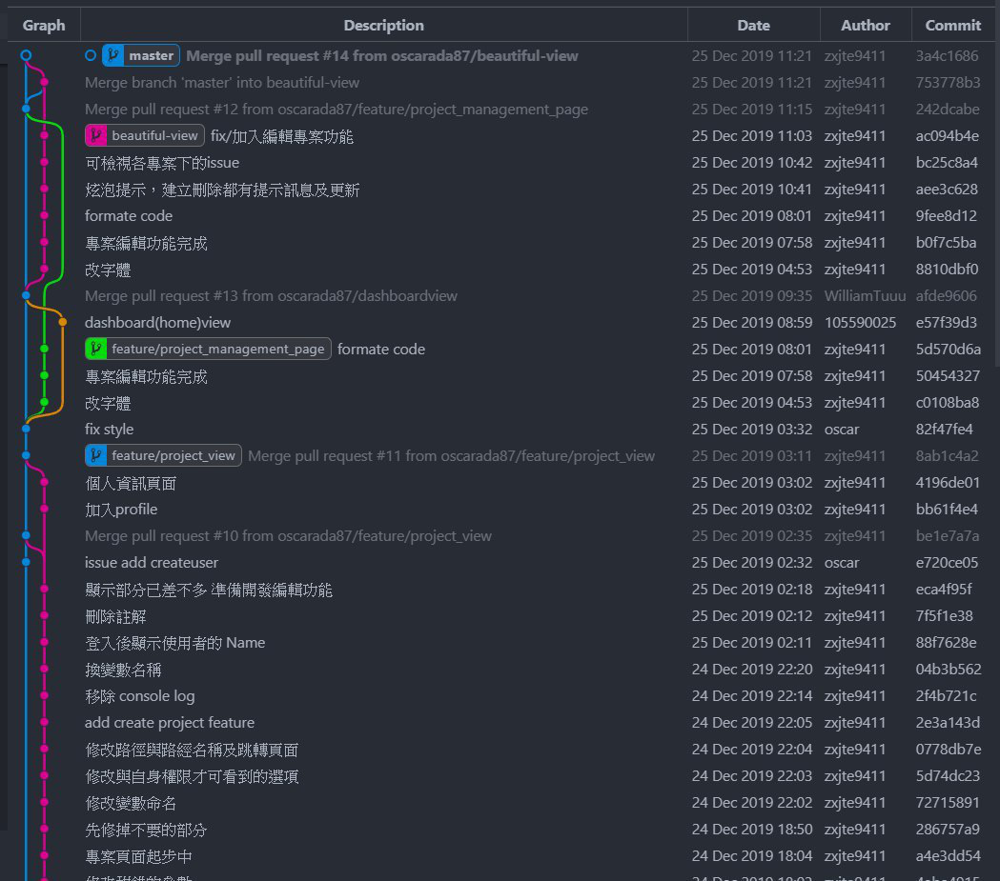 Graph Description Date Author Commit
master Merge pull request #14 from oscarada87/beautiful-view 25 Dec 2019 11:21 zxjte9411 3a4c1686
Merge branch 'master' into beautiful-view 25 Dec 2019 11:21 zxjte9411 753778b3
Merge pull request #12 from oscarada87/feature/project_management_page 25 Dec 2019 11:15 zxjte9411 242dcabe
beautiful-view fix/加入編輯專案功能 25 Dec 2019 11:03 zxjte9411 ac094b4e
可檢視各專案下的issue 25 Dec 2019 10:42 zxjte9411 bc25c8a4
炫泡提示，建立刪除都有提示訊息及更新 25 Dec 2019 10:41 zxjte9411 aee3c628
formate code 25 Dec 2019 08:01 zxjte9411 9fee8d12
專案編輯功能完成 25 Dec 2019 07:58 zxjte9411 b0f7c5ba
改字體 25 Dec 2019 04:53 zxjte9411 8810dbf0
Merge pull request #13 from oscarada87/dashboardview 25 Dec 2019 09:35 WilliamTuuu afde9606
dashboard(home)view 25 Dec 2019 08:59 105590025 e57f39d3
feature/project_management_page formate code 25 Dec 2019 08:01 zxjte9411 5d570d6a
專案編輯功能完成 25 Dec 2019 07:58 zxjte9411 50454327
改字體 25 Dec 2019 04:53 zxjte9411 c0108ba8
fix style 25 Dec 2019 03:32 oscar 82f47fe4
feature/project_view Merge pull request #11 from oscarada87/feature/project_view 25 Dec 2019 03:11 zxjte9411 8ab1c4a2
個人資訊頁面 25 Dec 2019 03:02 zxjte9411 4196de01
加入profile 25 Dec 2019 03:02 zxjte9411 bb61f4e4
Merge pull request #10 from oscarada87/feature/project_view 25 Dec 2019 02:35 zxjte9411 be1e7a7a
issue add createuser 25 Dec 2019 02:32 oscar e720ce05
顯示部分已差不多 準備開發編輯功能 25 Dec 2019 02:18 zxjte9411 eca4f95f
刪除註解 25 Dec 2019 02:12 zxjte9411 7f5f1e38
登入後顯示使用者的 Name 25 Dec 2019 02:11 zxjte9411 88f7628e
換變數名稱 24 Dec 2019 22:20 zxjte9411 04b3b562
移除 console log 24 Dec 2019 22:14 zxjte9411 2f4b721c
add create project feature 24 Dec 2019 22:05 zxjte9411 2e3a143d
修改路徑與路經名稱及跳轉頁面 24 Dec 2019 22:04 zxjte9411 0778db7e
修改與自身權限才可看到的選項 24 Dec 2019 22:03 zxjte9411 5d74dc23
修改變數命名 24 Dec 2019 22:02 zxjte9411 72715891
先修掉不要的部分 24 Dec 2019 18:50 zxjte9411 286757a9
專案頁面起步中 24 Dec 2019 18:04 zxjte9411 a4e3dd54